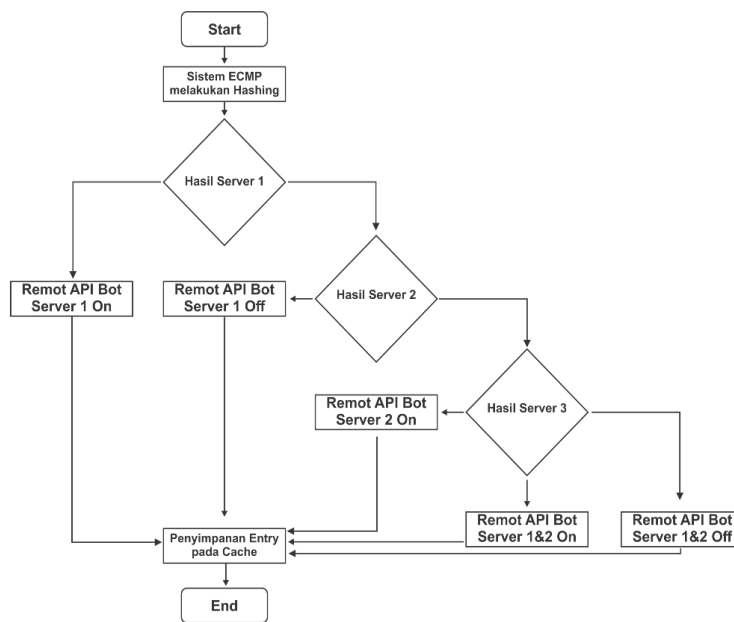 Start
Sistem ECMP
melakukan Hashing
Hasil Server 1
Remot API Bot
Server 1 On
Remot API Bot
Server 1 Off
Hasil Server 2
Remot API Bot
Server 2 On
Hasil Server 3
Penyimpanan Entry
pada Cache
Remot API Bot
Server 1&2 On
Remot API Bot
Server 1&2 Off
End